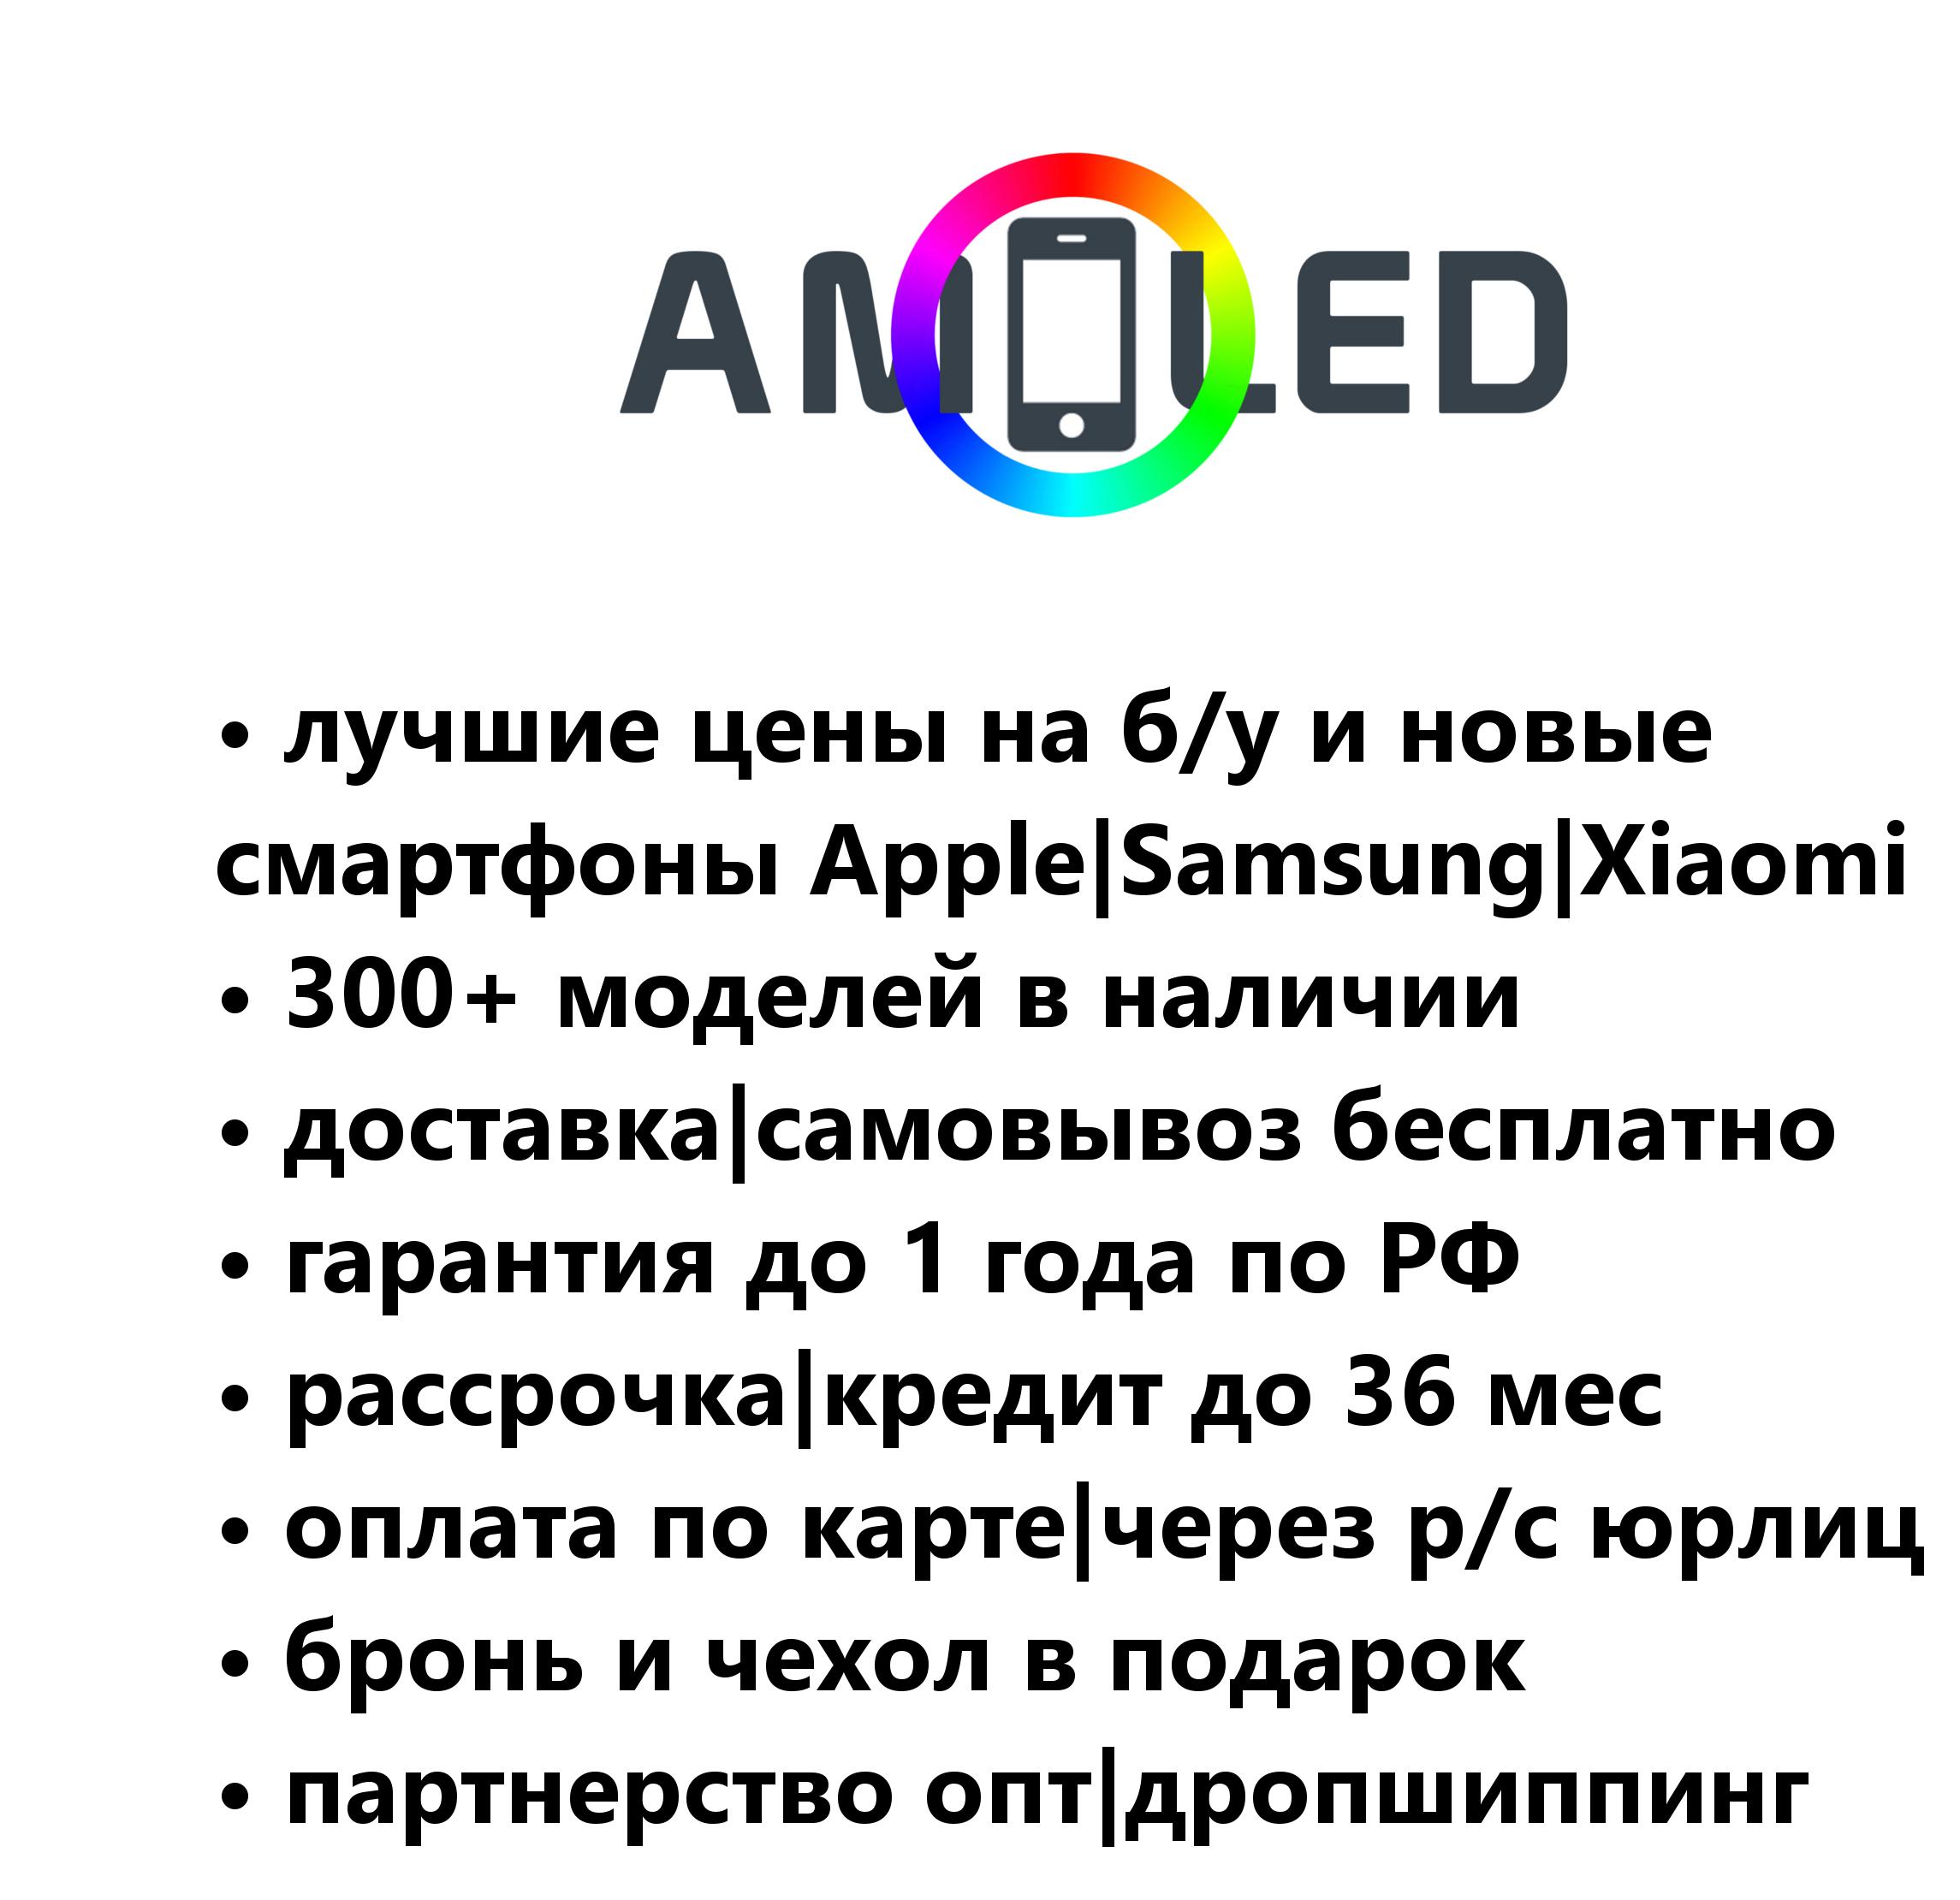 AMOLED
• лучшие цены на б/у и новые
смартфоны Apple|Samsung|Xiaomi
• 300+ моделей в наличии
• доставка|самовывоз бесплатно
• гарантия до 1 года по РФ
• рассрочка|кредит до 36 мес
• оплата по карте|через р/с юрлиц
• бронь и чехол в подарок
• партнерство опт|дропшиппинг